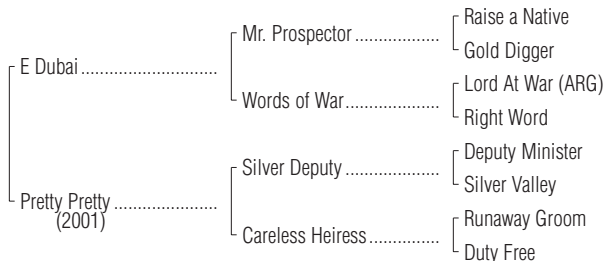 Raise a Native
Mr. Prospector ..................
Gold Digger
E Dubai ............................
Lord At War (ARG)
Words of War....................
Right Word
Deputy Minister
Silver Deputy ....................
Silver Valley
Pretty Pretty .....................
(2001)
Runaway Groom
Careless Heiress...............
Duty Free